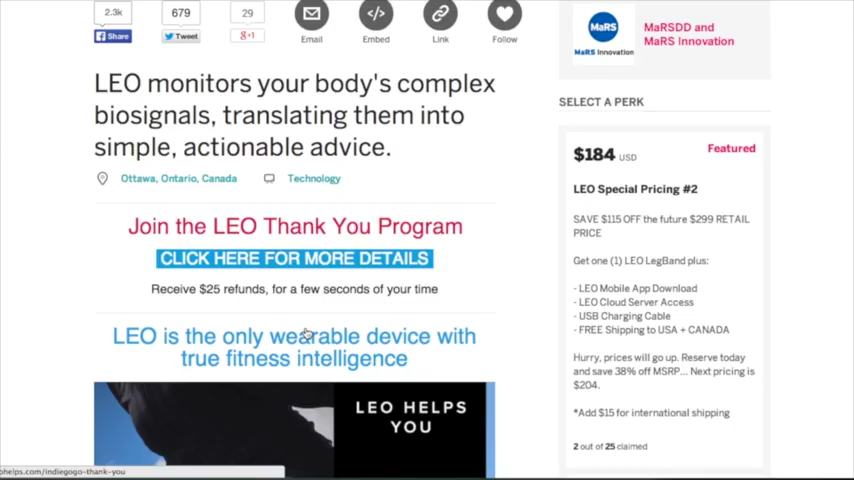 2.3k
679
29
Share
Tweet
g+1
Email
Embed
Link
Follow
LEO monitors your body's complex
biosignals, translating them into
simple, actionable advice.
Ottawa, Ontario, Canada
Technology
Join the LEO Thank You Program
CLICK HERE FOR MORE DETAILS
Receive $25 refunds, for a few seconds of your time
LEO is the only wearable device with
true fitness intelligence
LEO HELPS
YOU
phelps.com/indiegogo-thank-you
MaRS
MaRS Innovation
MaRSDD and
MaRS Innovation
SELECT A PERK
$184 USD
Featured
LEO Special Pricing #2
SAVE $115 OFF the future $299 RETAIL
PRICE
Get one (1) LEO LegBand plus:
- LEO Mobile App Download
- LEO Cloud Server Access
- USB Charging Cable
- FREE Shipping to USA + CANADA
Hurry, prices will go up. Reserve today
and save 38% off MSRP... Next pricing is
$204.
*Add $15 for international shipping
2 out of 25 claimed